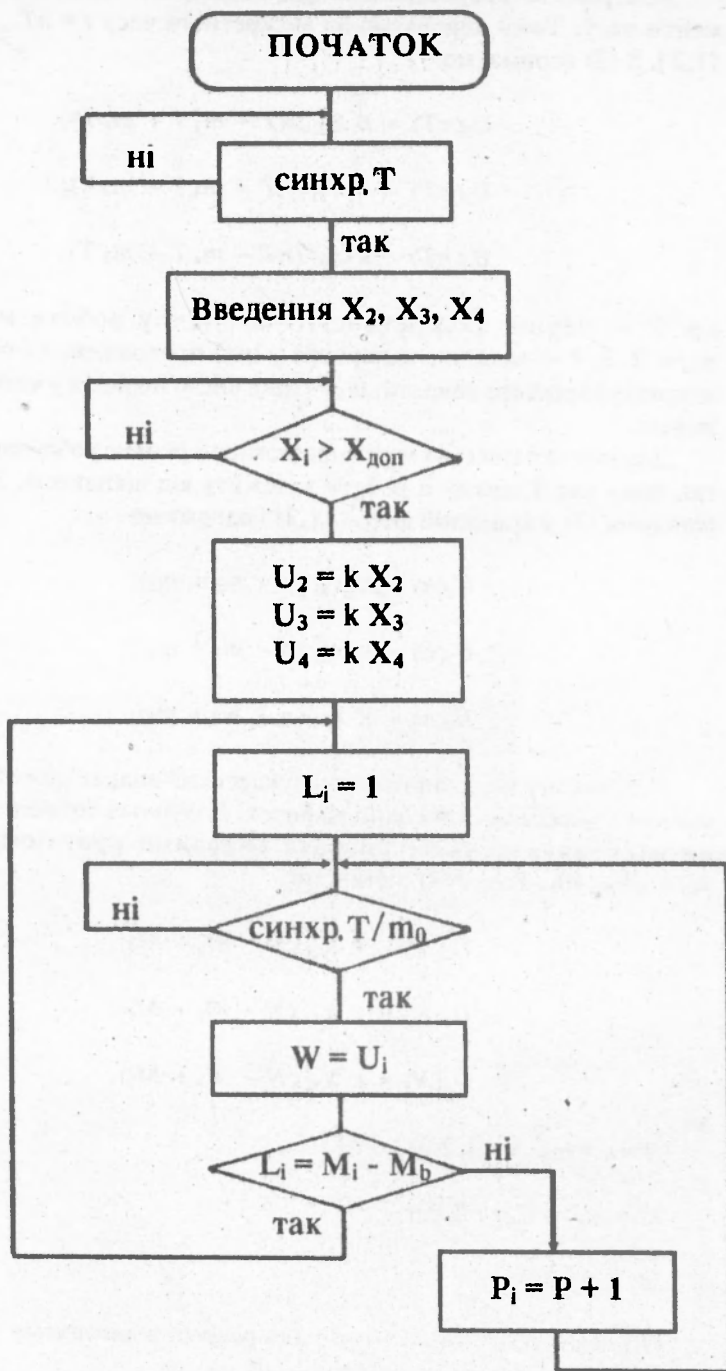 ПОЧАТОК
ні
синхр. Т
так
Введення X₂, X₃, X₄
ні
Xᵢ > Xдоп
так
U₂ = k X₂
U₃ = k X₃
U₄ = k X₄
Lᵢ = 1
ні
синхр. Т/m₀
так
W = Uᵢ
Lᵢ = Mᵢ - M_b
ні
так
Pᵢ = P + 1